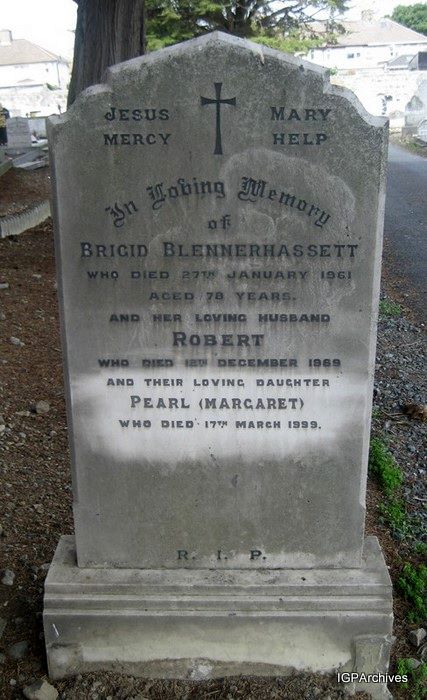 JESUS MARY
MERCY HELP
In Loving Memory
of
BRIGID BLENNERHASSETT
WHO DIED 27TH JANUARY 1961
AGED 78 YEARS.
AND HER LOVING HUSBAND
ROBERT
WHO DIED 12TH DECEMBER 1969
AND THEIR LOVING DAUGHTER
PEARL (MARGARET)
WHO DIED 17TH MARCH 1999.
R. I. P.
IGPArchives